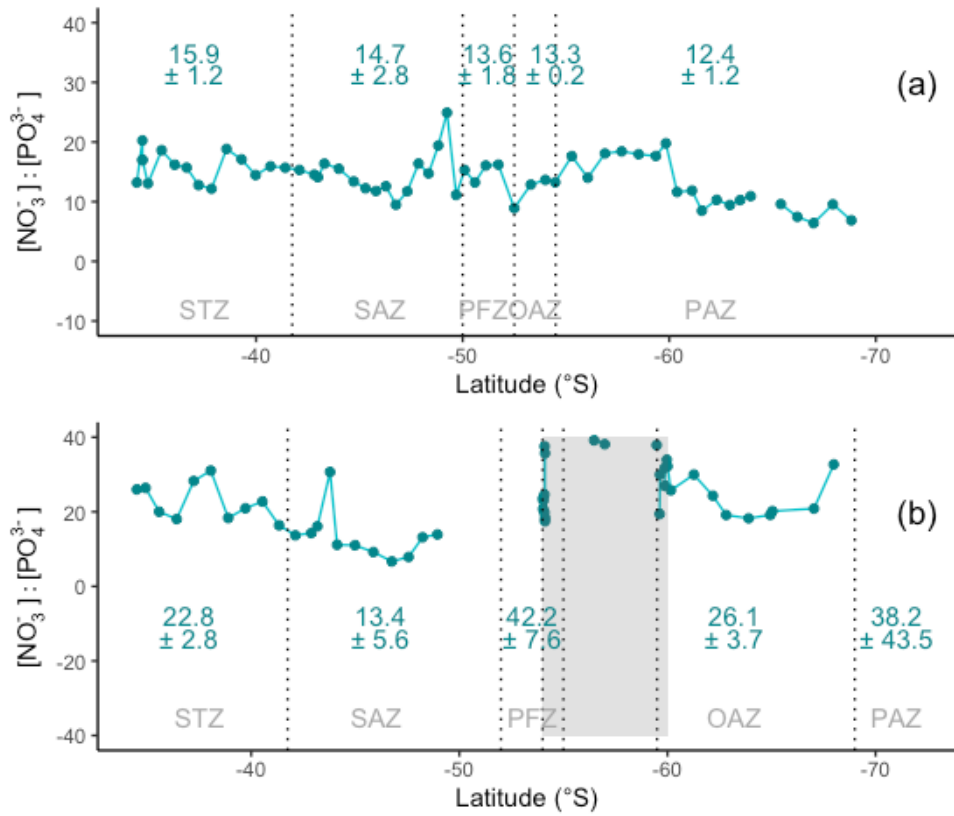 40
15.9 14.7 13.6 13.3 12.4
± 1.2 ± 2.8 ± 1.8 ± 0.2 ± 1.2
(a)
30
20
10
0
-10
[NO₃⁻] : [PO₄³⁻]
STZ SAZ PFZ OAZ PAZ
-40 -50 -60 -70
Latitude (°S)
40
20
(b)
0
-20
-40
[NO₃⁻] : [PO₄³⁻]
22.8 13.4 42.2 26.1 38.2
± 2.8 ± 5.6 ± 7.6 ± 3.7 ± 43.5
STZ SAZ PFZ OAZ PAZ
-40 -50 -60 -70
Latitude (°S)